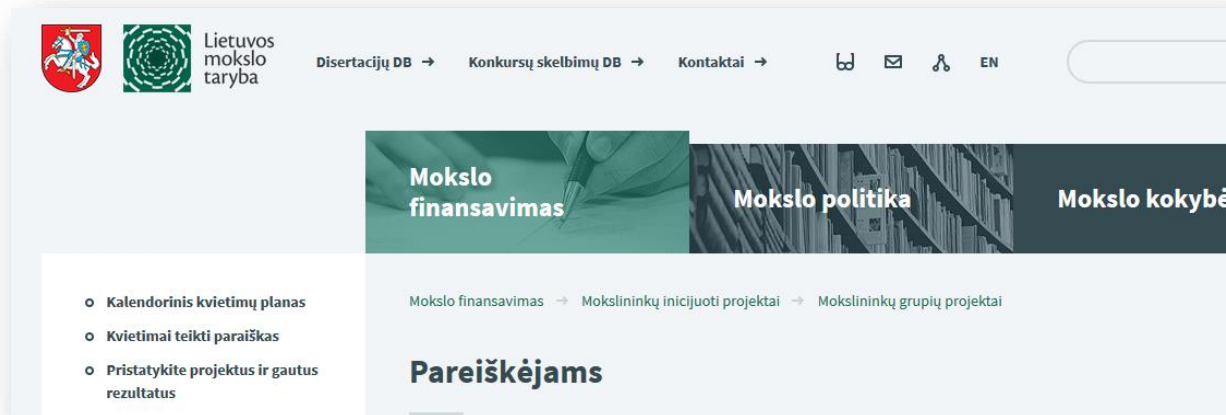 Lietuvos
mokslo
taryba
Disertacijų DB → Konkursų skelbimų DB → Kontaktai → EN
Mokslo
finansavimas
Mokslo politika
Mokslo kokybė
Kalendorinis kvietimų planas
Kvietimai teikti paraiškas
Pristatykite projektus ir gautus
rezultatus
Mokslo finansavimas → Mokslininkų inicijuoti projektai → Mokslininkų grupių projektai
Pareiškėjams